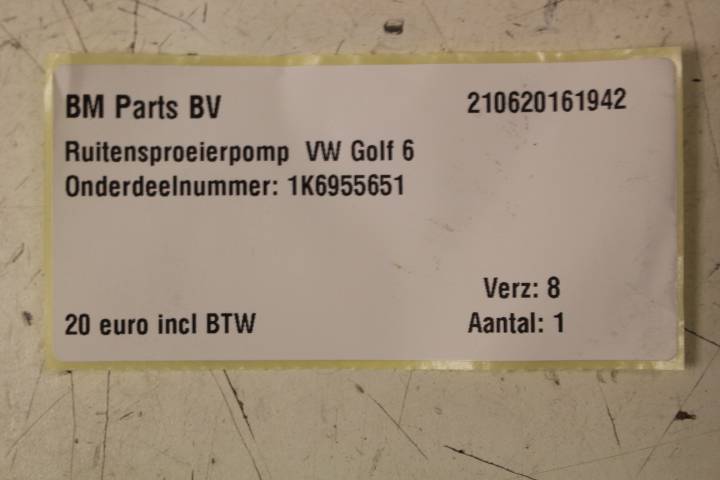 BM Parts BV 210620161942
Ruitensproeierpomp VW Golf 6
Onderdeelnummer: 1K6955651
Verz: 8
20 euro incl BTW Aantal: 1